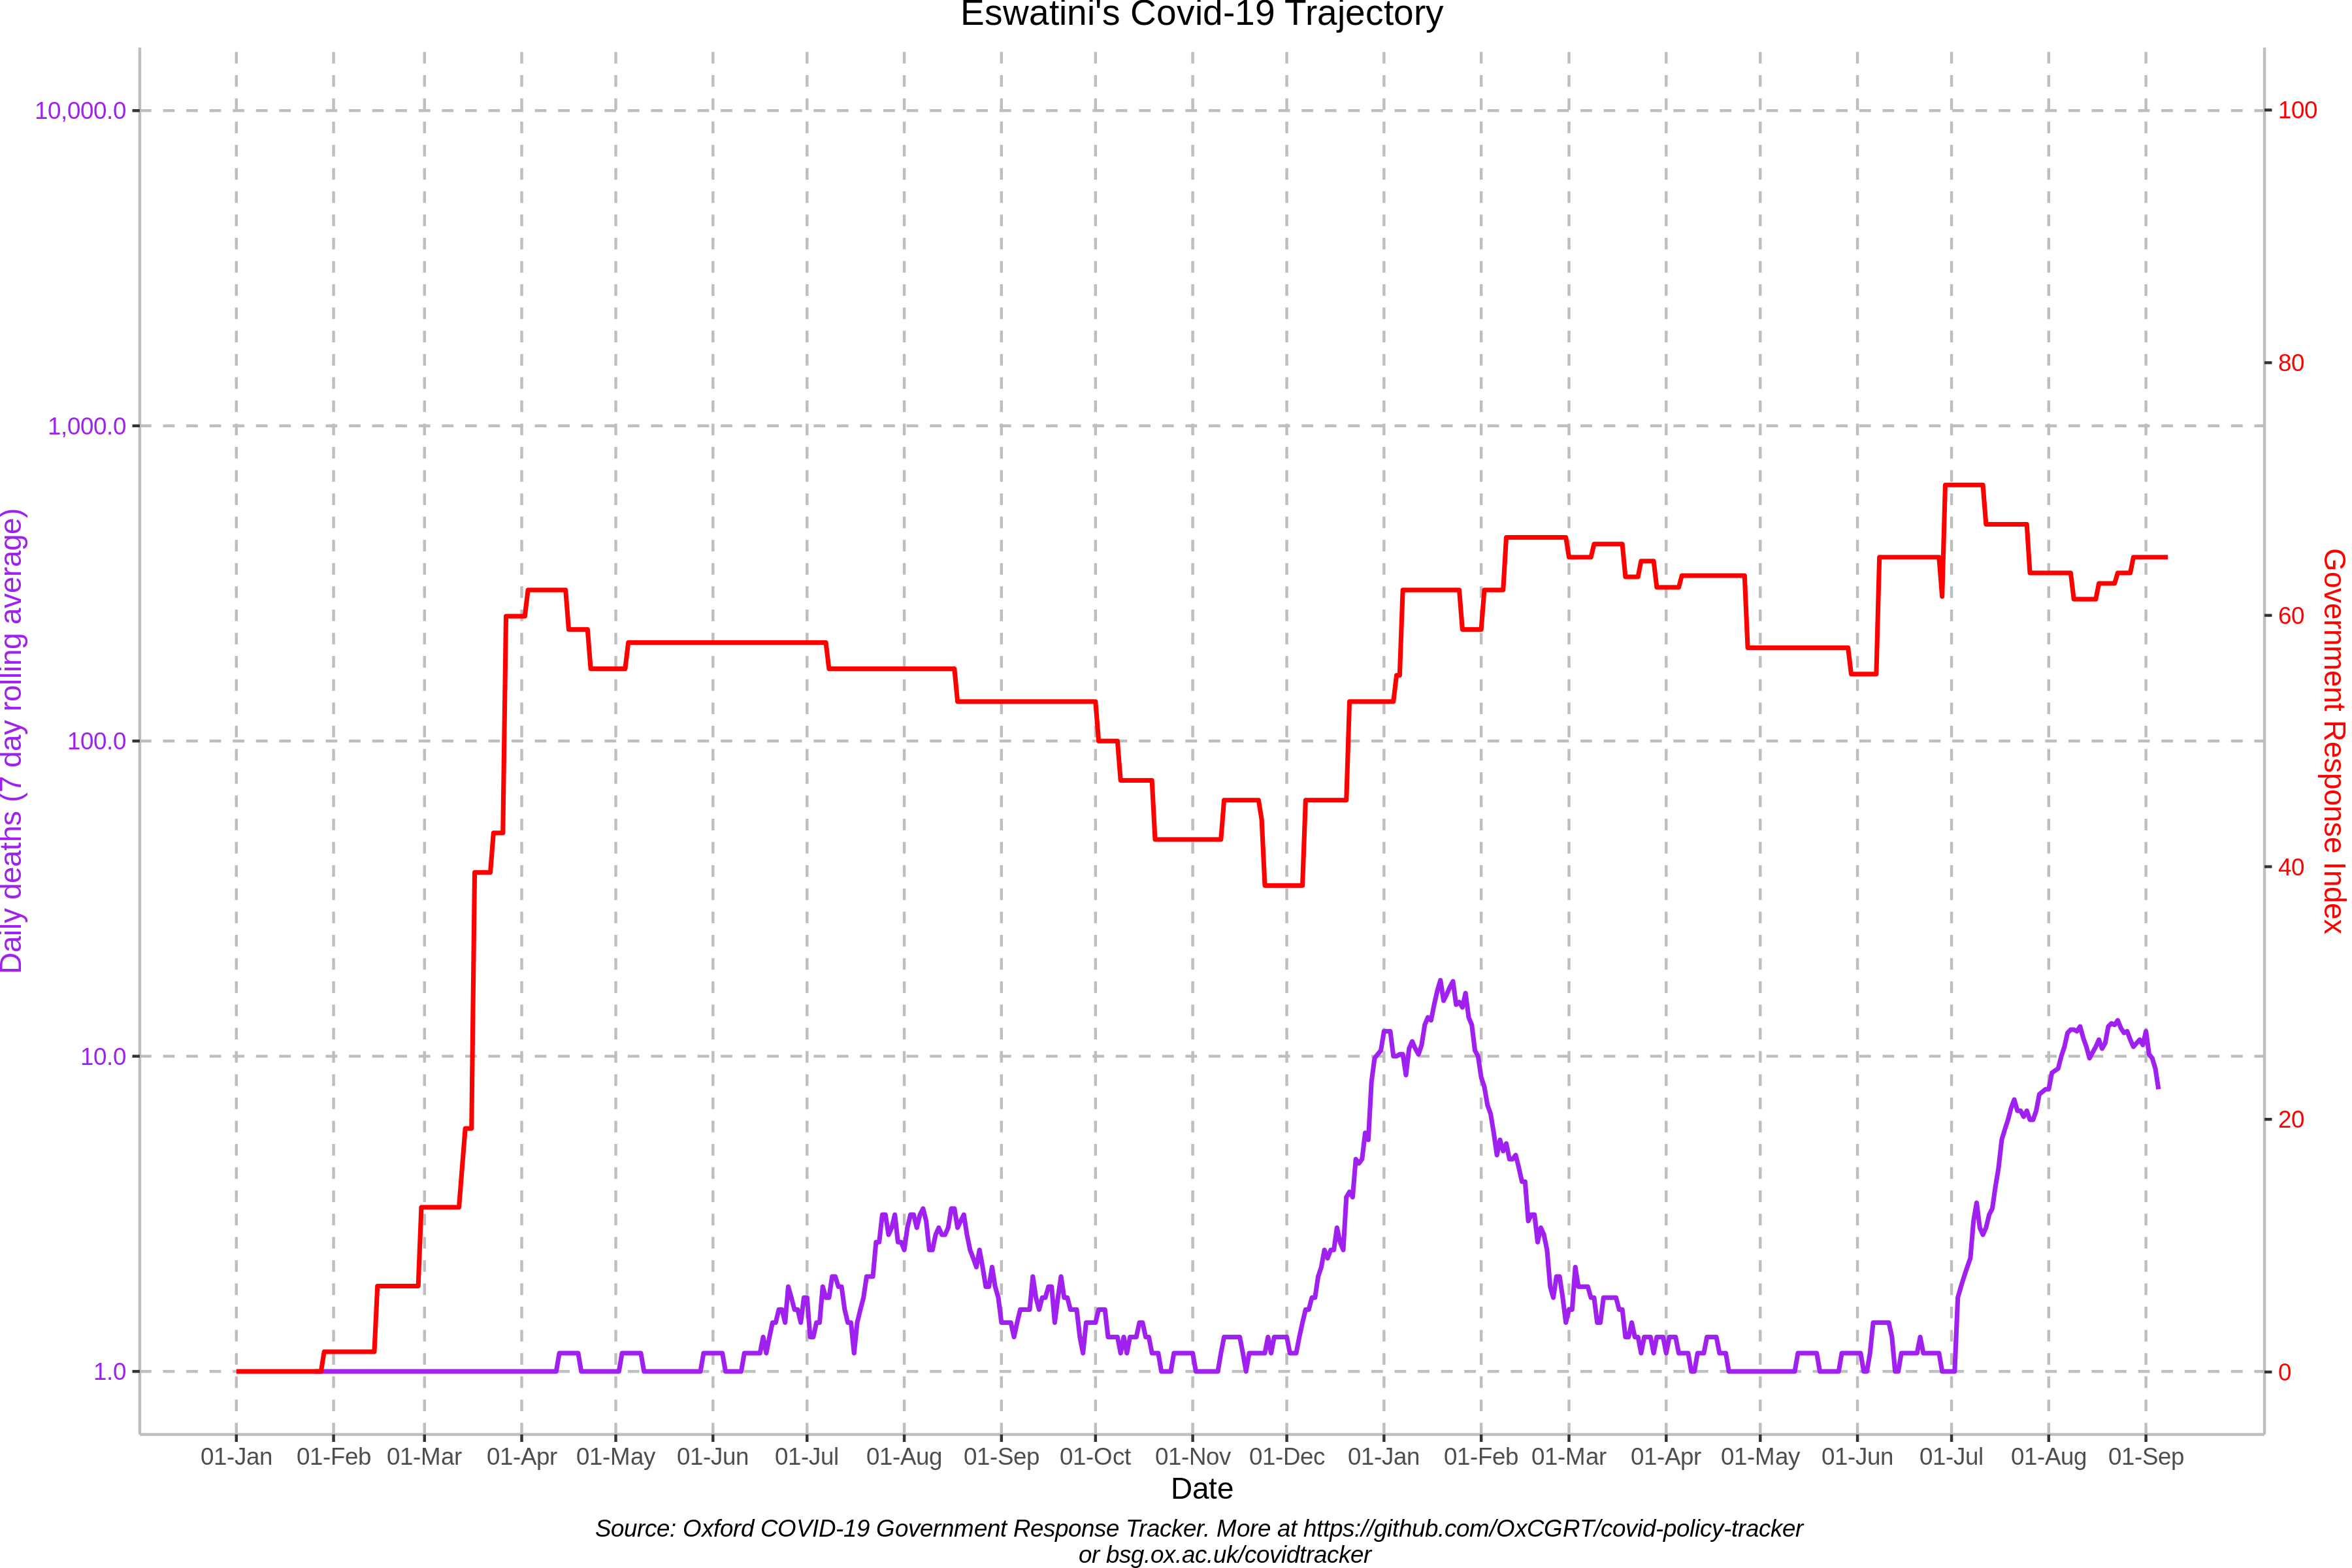 Eswatini's Covid-19 Trajectory
Daily deaths (7 day rolling average)
10,000.0
1,000.0
100.0
10.0
1.0
100
80
60
40
20
0
Government Response Index
01-Jan 01-Feb 01-Mar 01-Apr 01-May 01-Jun 01-Jul 01-Aug 01-Sep 01-Oct 01-Nov 01-Dec 01-Jan 01-Feb 01-Mar 01-Apr 01-May 01-Jun 01-Jul 01-Aug 01-Sep
Date
Source: Oxford COVID-19 Government Response Tracker. More at https://github.com/OxCGRT/covid-policy-tracker
or bsg.ox.ac.uk/covidtracker